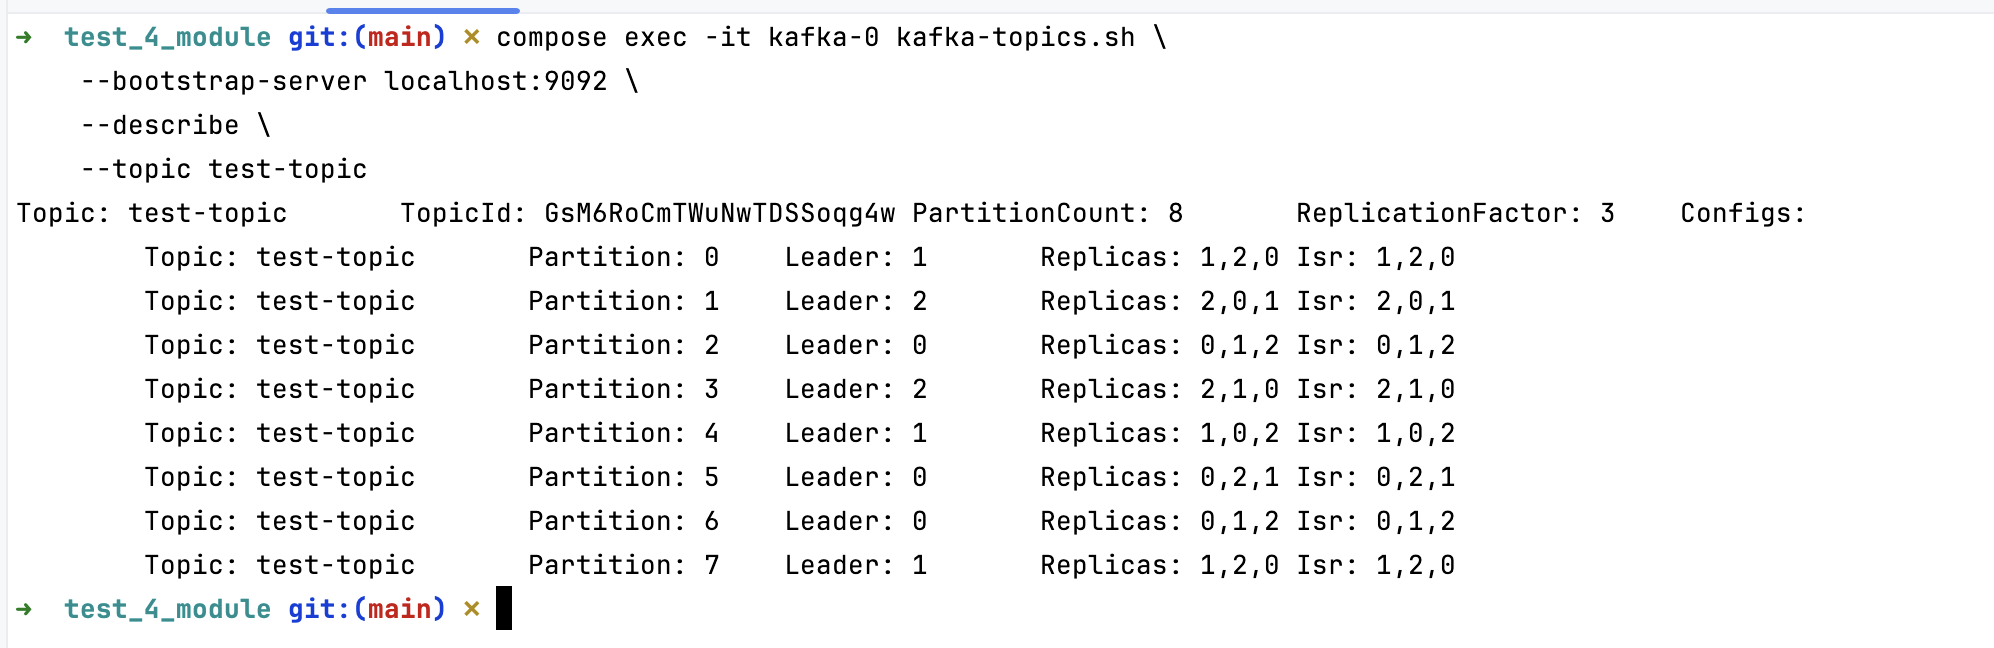 ➜  test_4_module git:(main) ✗ compose exec -it kafka-0 kafka-topics.sh \
    --bootstrap-server localhost:9092 \
    --describe \
    --topic test-topic
Topic: test-topic       TopicId: GsM6RoCmTWuNwTDSSoqg4w PartitionCount: 8       ReplicationFactor: 3    Configs:
        Topic: test-topic       Partition: 0    Leader: 1       Replicas: 1,2,0 Isr: 1,2,0
        Topic: test-topic       Partition: 1    Leader: 2       Replicas: 2,0,1 Isr: 2,0,1
        Topic: test-topic       Partition: 2    Leader: 0       Replicas: 0,1,2 Isr: 0,1,2
        Topic: test-topic       Partition: 3    Leader: 2       Replicas: 2,1,0 Isr: 2,1,0
        Topic: test-topic       Partition: 4    Leader: 1       Replicas: 1,0,2 Isr: 1,0,2
        Topic: test-topic       Partition: 5    Leader: 0       Replicas: 0,2,1 Isr: 0,2,1
        Topic: test-topic       Partition: 6    Leader: 0       Replicas: 0,1,2 Isr: 0,1,2
        Topic: test-topic       Partition: 7    Leader: 1       Replicas: 1,2,0 Isr: 1,2,0
➜  test_4_module git:(main) ✗